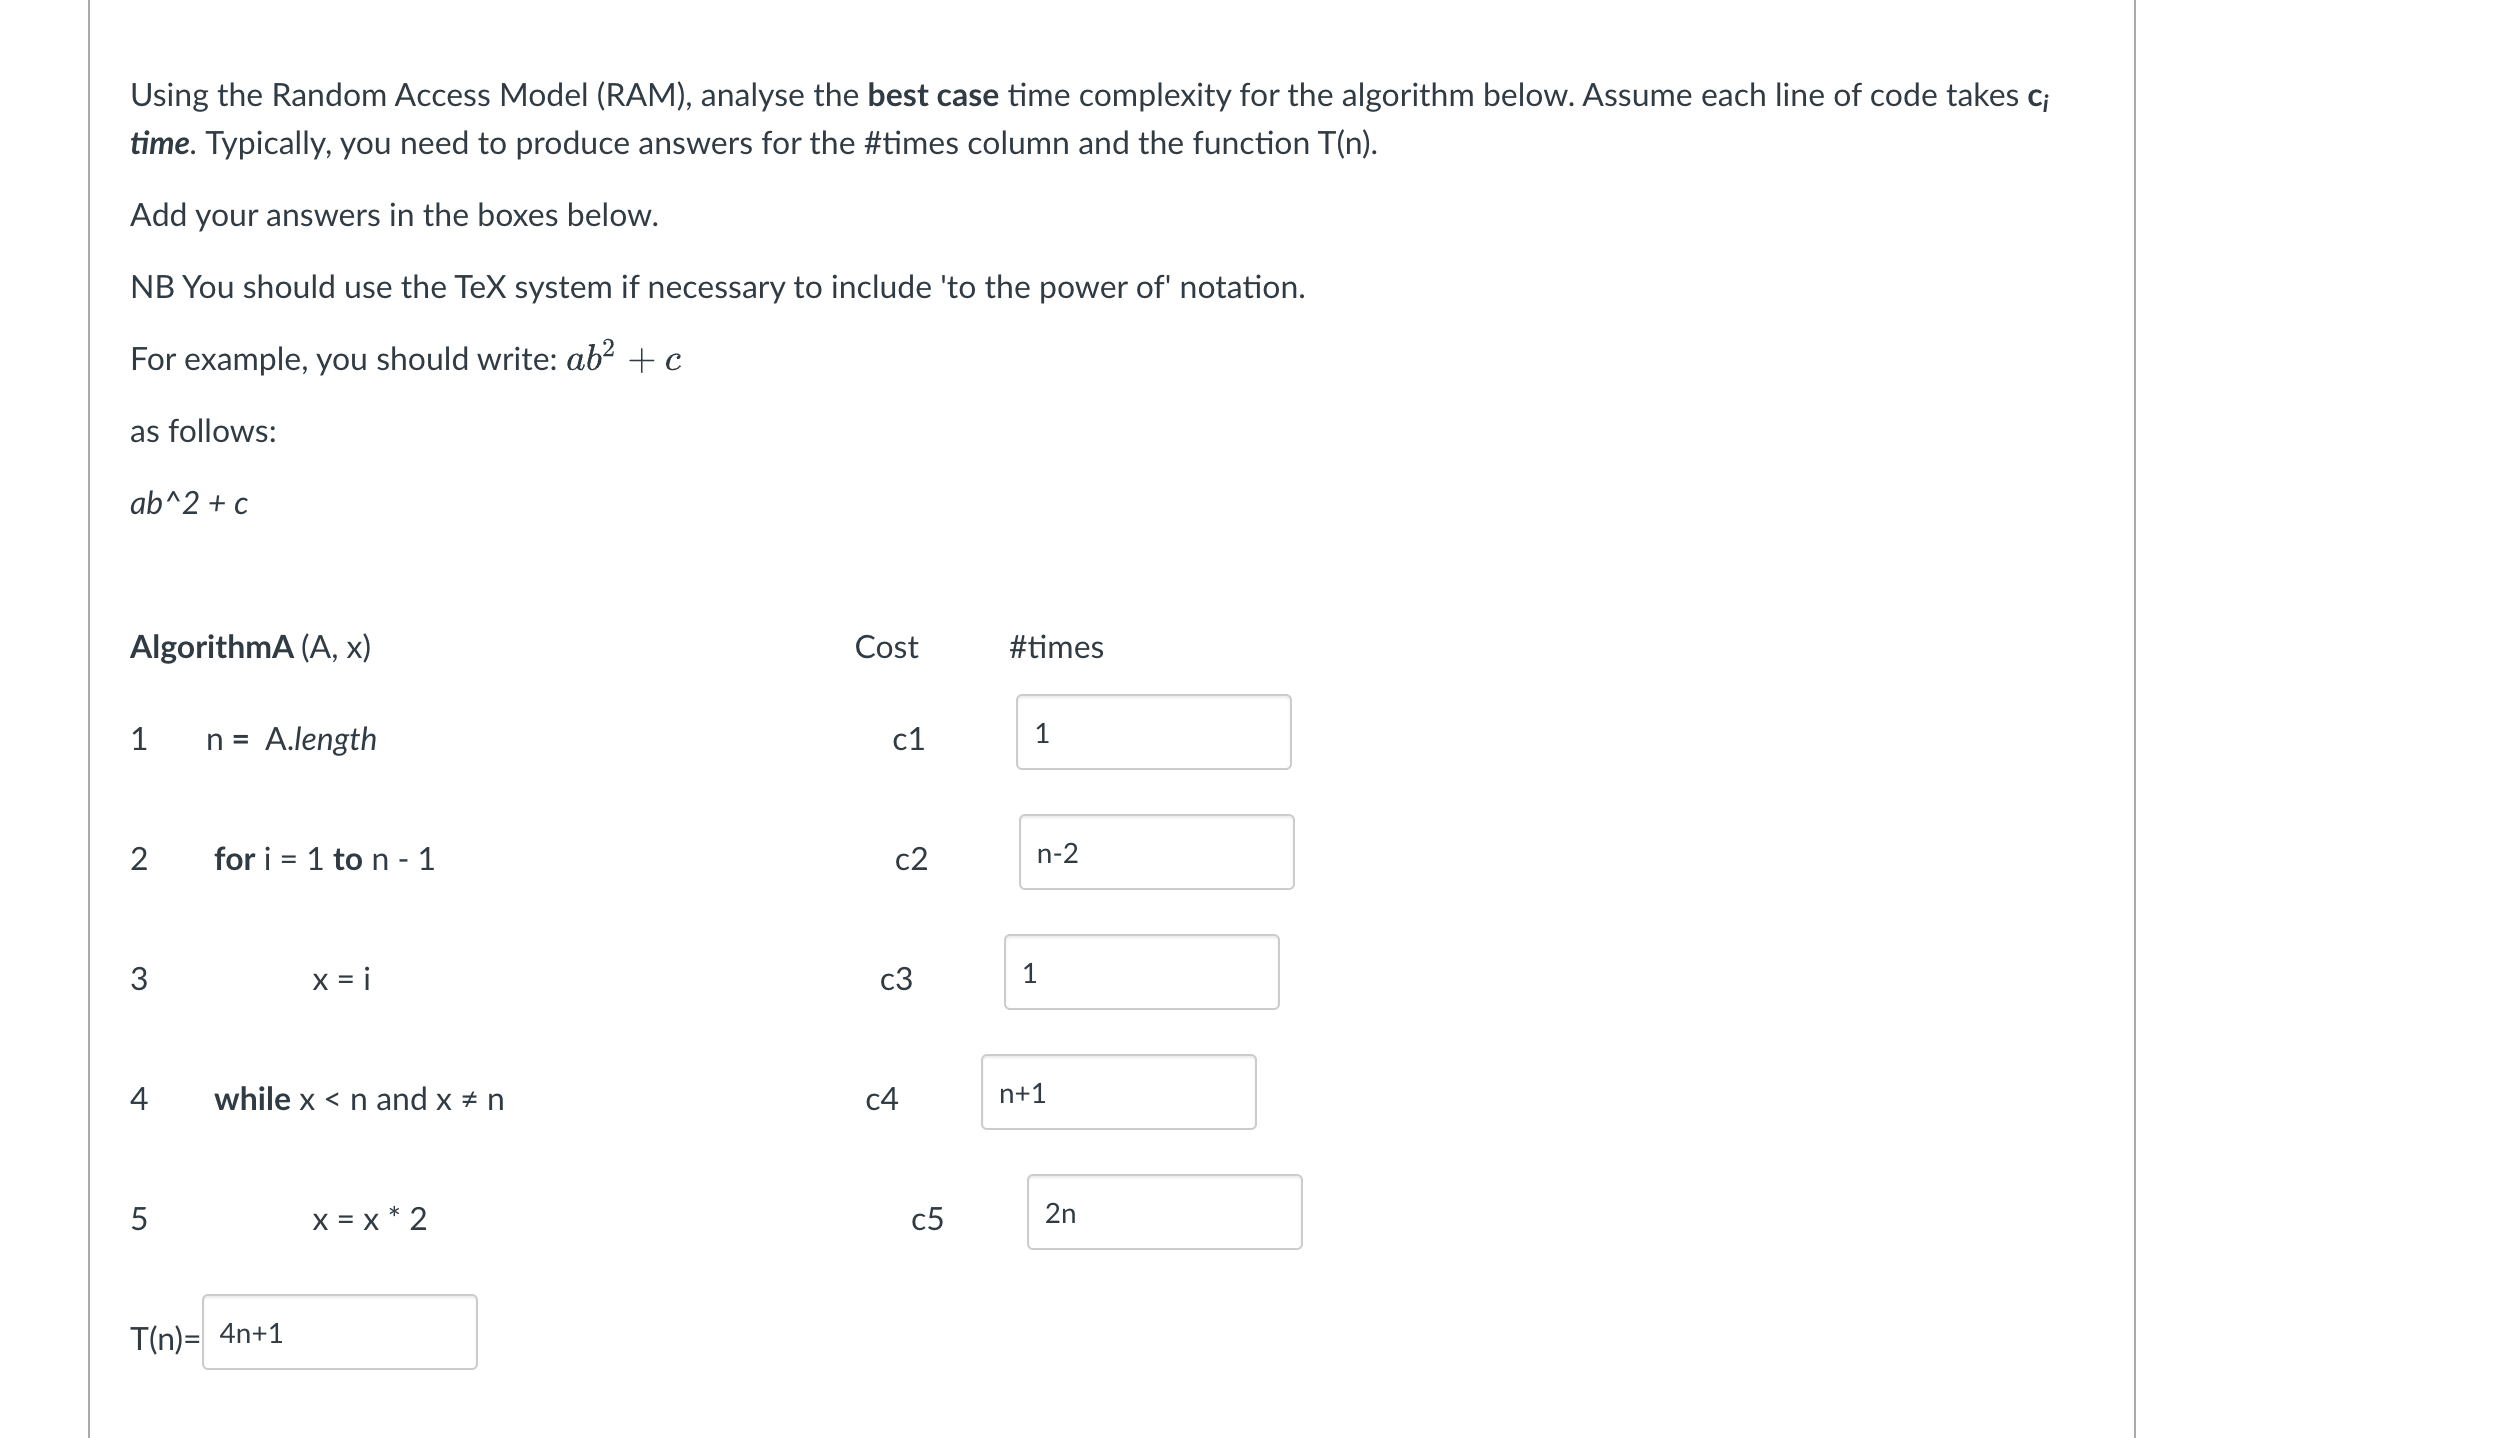 Using the Random Access Model (RAM), analyse the best case time complexity for the algorithm below. Assume each line of code takes cᵢ
time. Typically, you need to produce answers for the #times column and the function T(n).
Add your answers in the boxes below.
NB You should use the TeX system if necessary to include 'to the power of' notation.
For example, you should write: ab² + c
as follows:
ab^2 + c
AlgorithmA (A, x) Cost #times
1 n = A.length c1 1
2 for i = 1 to n - 1 c2 n-2
3 x = i c3 1
4 while x < n and x ≠ n c4 n+1
5 x = x * 2 c5 2n
T(n)= 4n+1